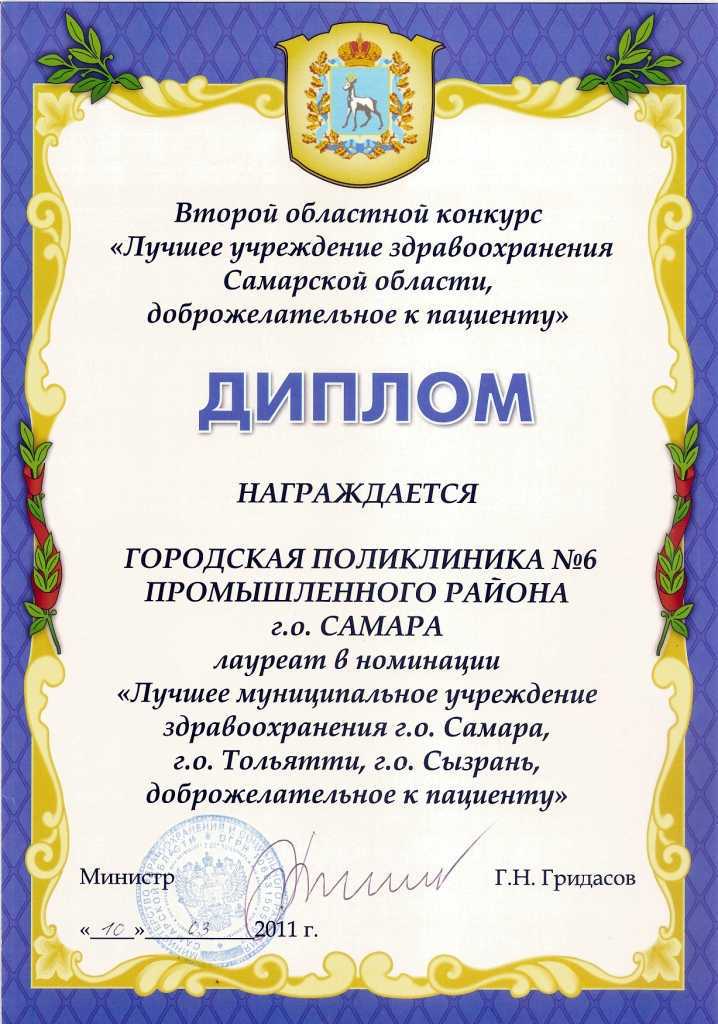 Второй областной конкурс
«Лучшее учреждение здравоохранения
Самарской области,
доброжелательное к пациенту»
ДИПЛОМ
НАГРАЖДАЕТСЯ
ГОРОДСКАЯ ПОЛИКЛИНИКА №6
ПРОМЫШЛЕННОГО РАЙОНА
г.о. САМАРА
лауреат в номинации
«Лучшее муниципальное учреждение
здравоохранения г.о. Самара,
г.о. Тольятти, г.о. Сызрань,
доброжелательное к пациенту»
Министр Г.Н. Гридасов
«10» 03 2011 г.